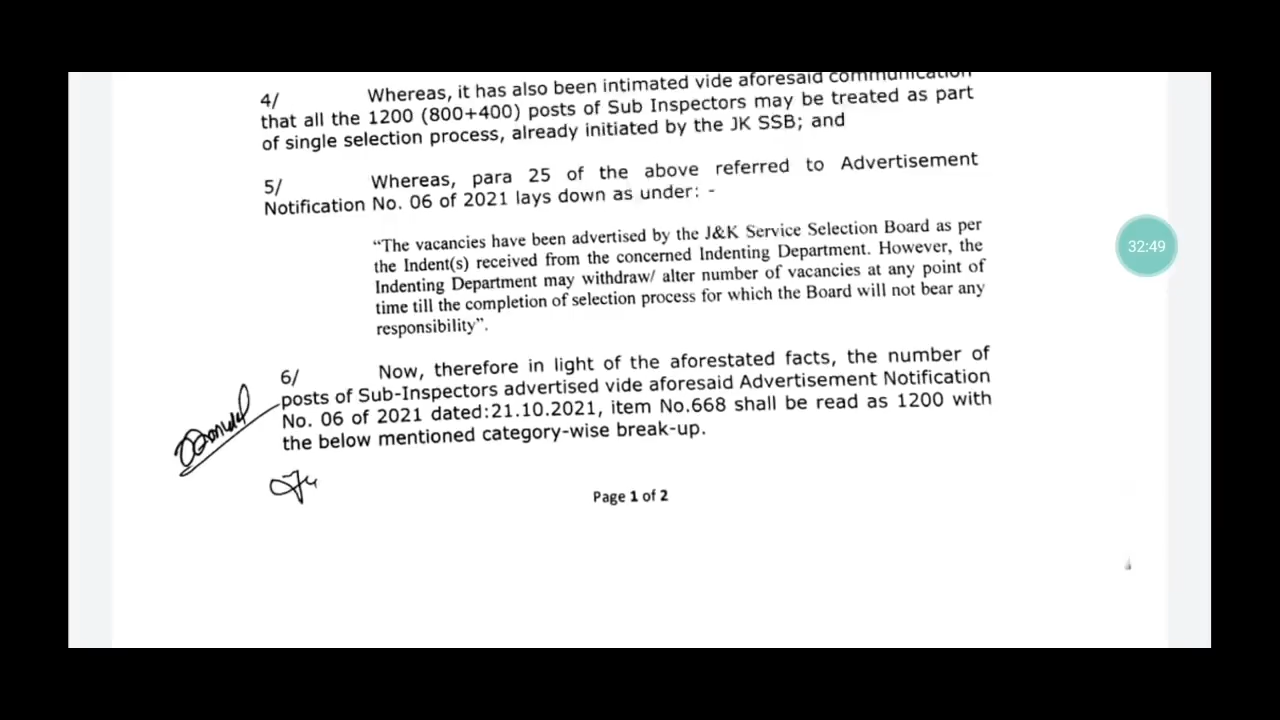 4/ Whereas, it has also been intimated vide aforesaid communication
that all the 1200 (800+400) posts of Sub Inspectors may be treated as part
of single selection process, already initiated by the JK SSB; and
5/ Whereas, para 25 of the above referred to Advertisement
Notification No. 06 of 2021 lays down as under: -
“The vacancies have been advertised by the J&K Service Selection Board as per
the Indent(s) received from the concerned Indenting Department. However, the
Indenting Department may withdraw/ alter number of vacancies at any point of
time till the completion of selection process for which the Board will not bear any
responsibility”.
6/ Now, therefore in light of the aforestated facts, the number of
posts of Sub-Inspectors advertised vide aforesaid Advertisement Notification
No. 06 of 2021 dated:21.10.2021, item No.668 shall be read as 1200 with
the below mentioned category-wise break-up.
Page 1 of 2
32:49